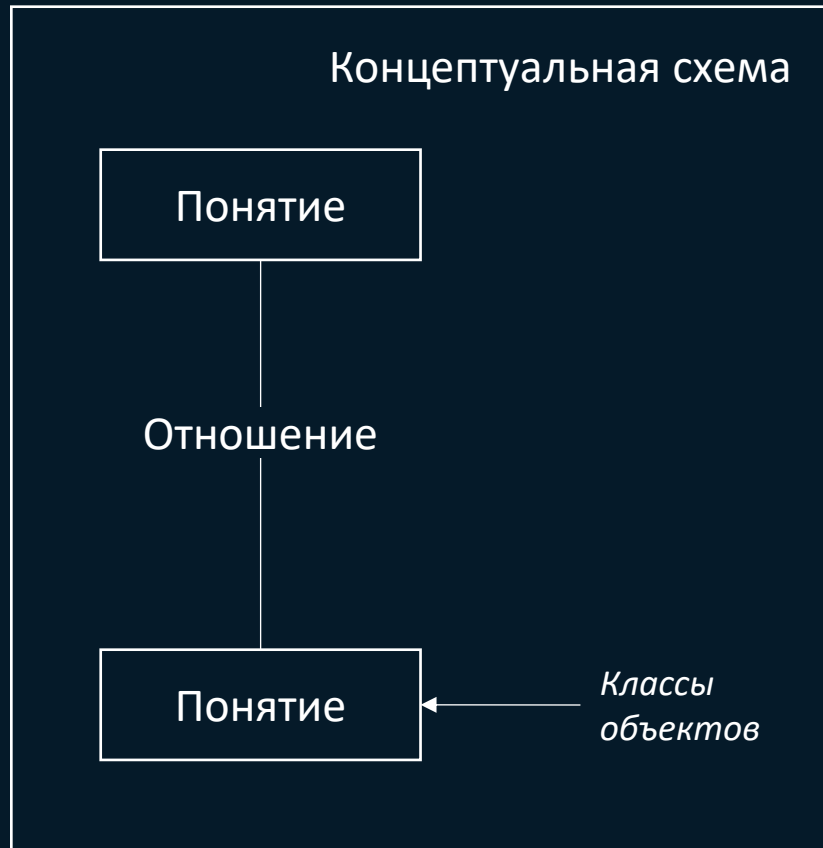 Концептуальная схема
Понятие
Отношение
Понятие
Классы
объектов